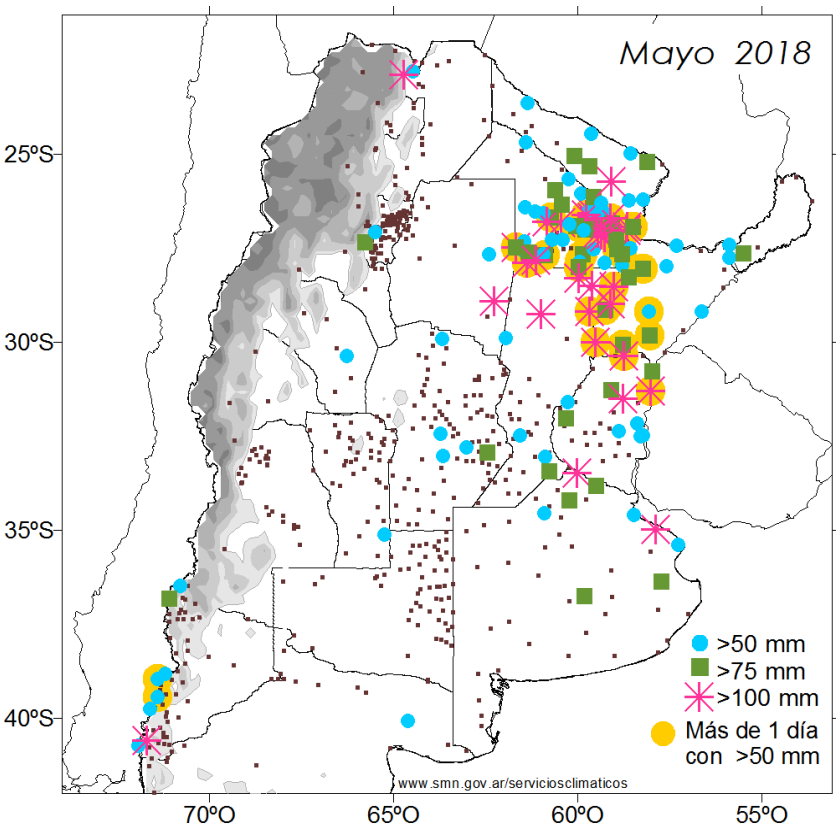 Mayo 2018
25ºS
30ºS
35ºS
40ºS
>50 mm
>75 mm
>100 mm
Más de 1 día
con >50 mm
www.smn.gov.ar/serviciosclimaticos
70ºO
65ºO
60ºO
55ºO